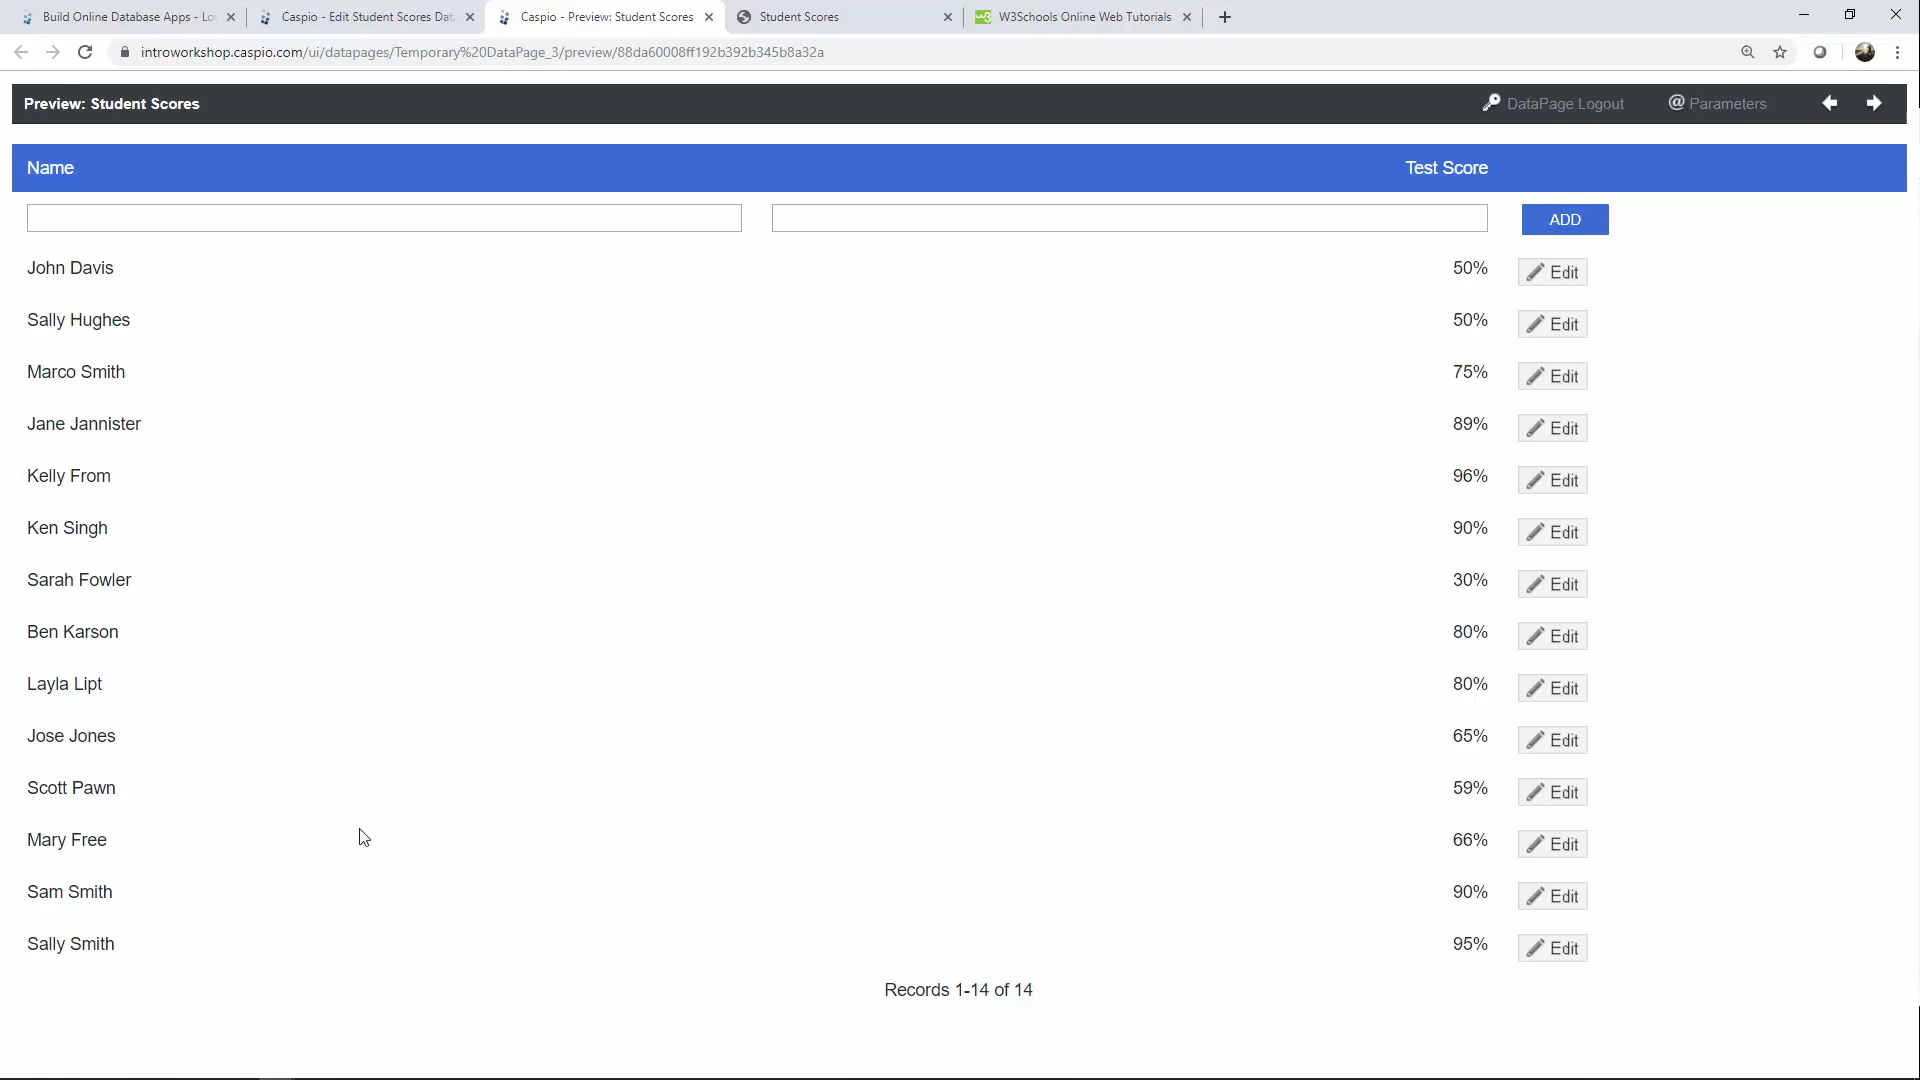 Build Online Database Apps - Lo
Caspio - Edit Student Scores Dat
Caspio - Preview: Student Scores
Student Scores
W3Schools Online Web Tutorials
introworkshop.caspio.com/ui/datapages/Temporary%20DataPage_3/preview/88da60008ff192b392b345b8a32a
Preview: Student Scores
DataPage Logout
@ Parameters
Name Test Score
ADD
John Davis 50% Edit
Sally Hughes 50% Edit
Marco Smith 75% Edit
Jane Jannister 89% Edit
Kelly From 96% Edit
Ken Singh 90% Edit
Sarah Fowler 30% Edit
Ben Karson 80% Edit
Layla Lipt 80% Edit
Jose Jones 65% Edit
Scott Pawn 59% Edit
Mary Free 66% Edit
Sam Smith 90% Edit
Sally Smith 95% Edit
Records 1-14 of 14